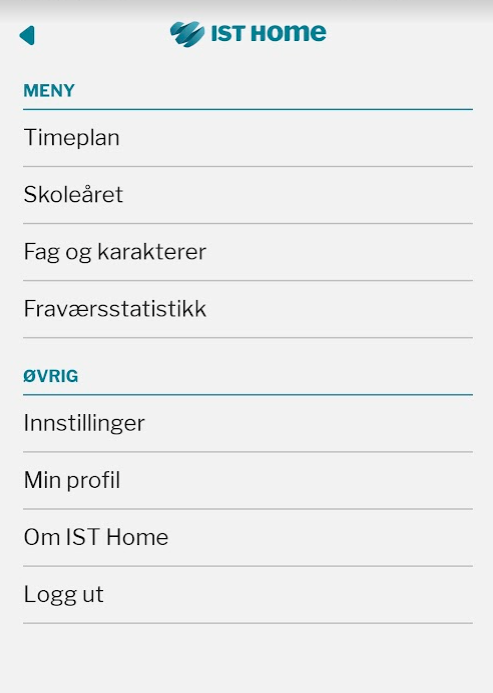 IST Home
MENY
Timeplan
Skoleåret
Fag og karakterer
Fraværsstatistikk
ØVRIG
Innstillinger
Min profil
Om IST Home
Logg ut